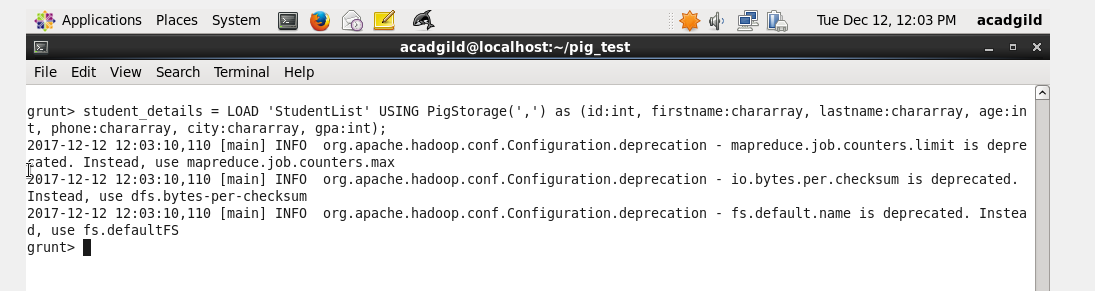 Applications Places System Tue Dec 12, 12:03 PM acadgild
acadgild@localhost:~/pig_test
File Edit View Search Terminal Help
grunt> student_details = LOAD 'StudentList' USING PigStorage(',') as (id:int, firstname:chararray, lastname:chararray, age:in
t, phone:chararray, city:chararray, gpa:int);
2017-12-12 12:03:10,110 [main] INFO  org.apache.hadoop.conf.Configuration.deprecation - mapreduce.job.counters.limit is depre
cated. Instead, use mapreduce.job.counters.max
2017-12-12 12:03:10,110 [main] INFO  org.apache.hadoop.conf.Configuration.deprecation - io.bytes.per.checksum is deprecated.
Instead, use dfs.bytes-per-checksum
2017-12-12 12:03:10,110 [main] INFO  org.apache.hadoop.conf.Configuration.deprecation - fs.default.name is deprecated. Instea
d, use fs.defaultFS
grunt>